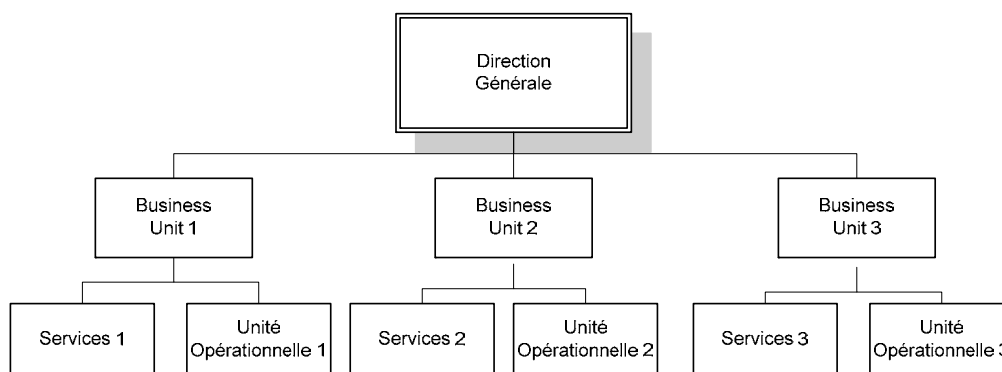 Direction
Générale
Business
Unit 1
Business
Unit 2
Business
Unit 3
Services 1
Unité
Opérationnelle 1
Services 2
Unité
Opérationnelle 2
Services 3
Unité
Opérationnelle 3